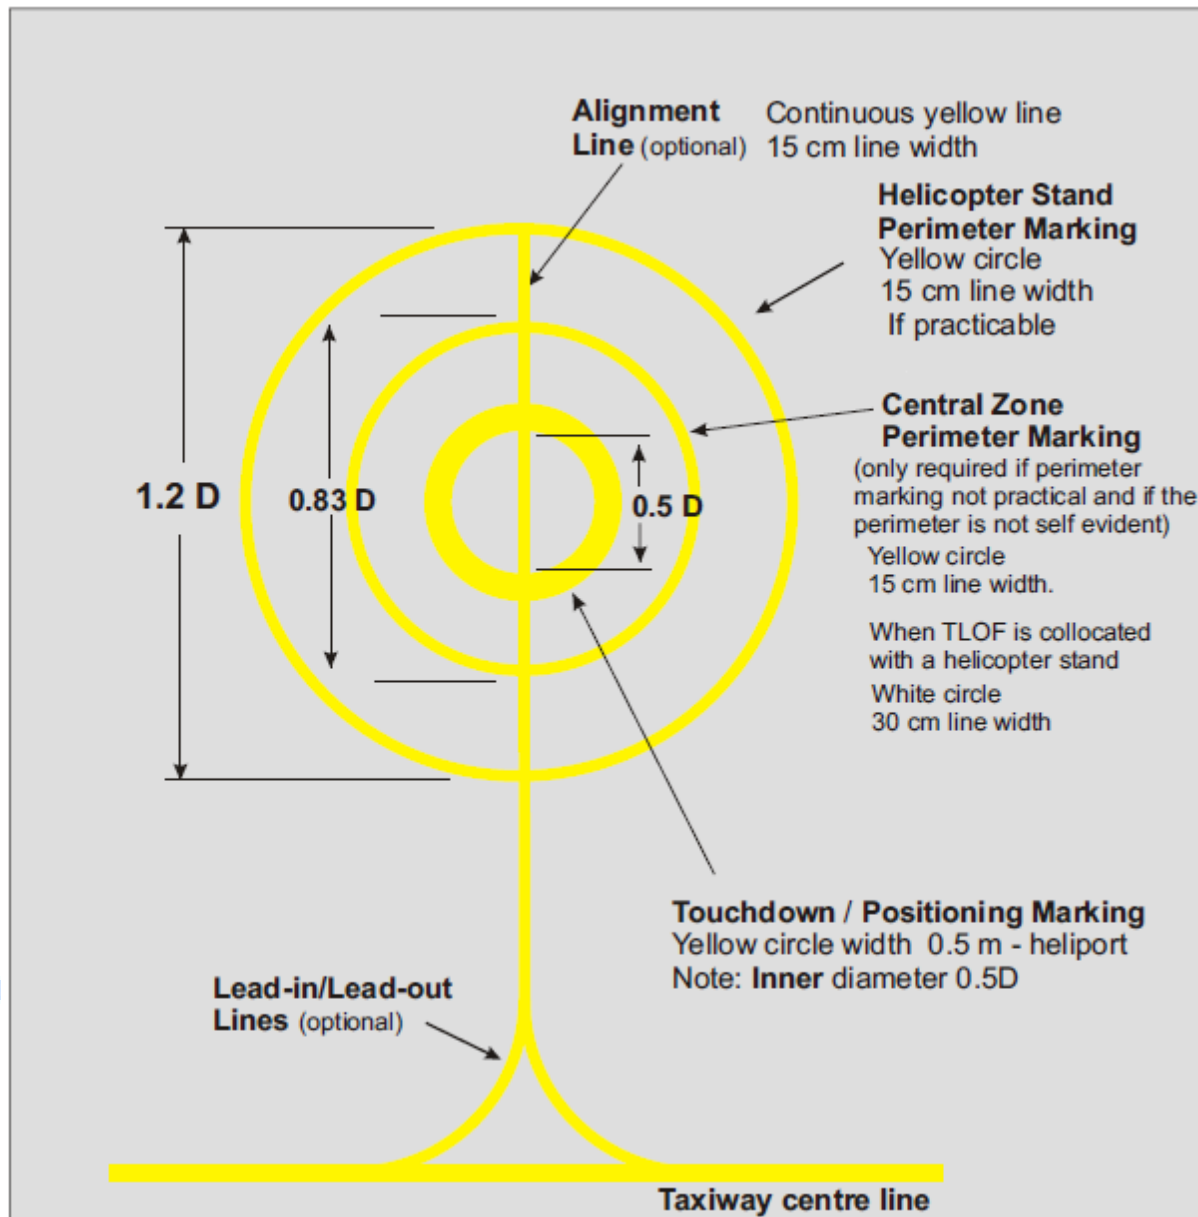 Alignment Continuous yellow line
Line (optional) 15 cm line width
Helicopter Stand
Perimeter Marking
Yellow circle
15 cm line width
If practicable
Central Zone
Perimeter Marking
(only required if perimeter
marking not practical and if the
perimeter is not self evident)
Yellow circle
15 cm line width.
When TLOF is collocated
with a helicopter stand
White circle
30 cm line width
1.2 D
0.83 D
0.5 D
Touchdown / Positioning Marking
Yellow circle width 0.5 m - heliport
Note: Inner diameter 0.5D
Lead-in/Lead-out
Lines (optional)
Taxiway centre line